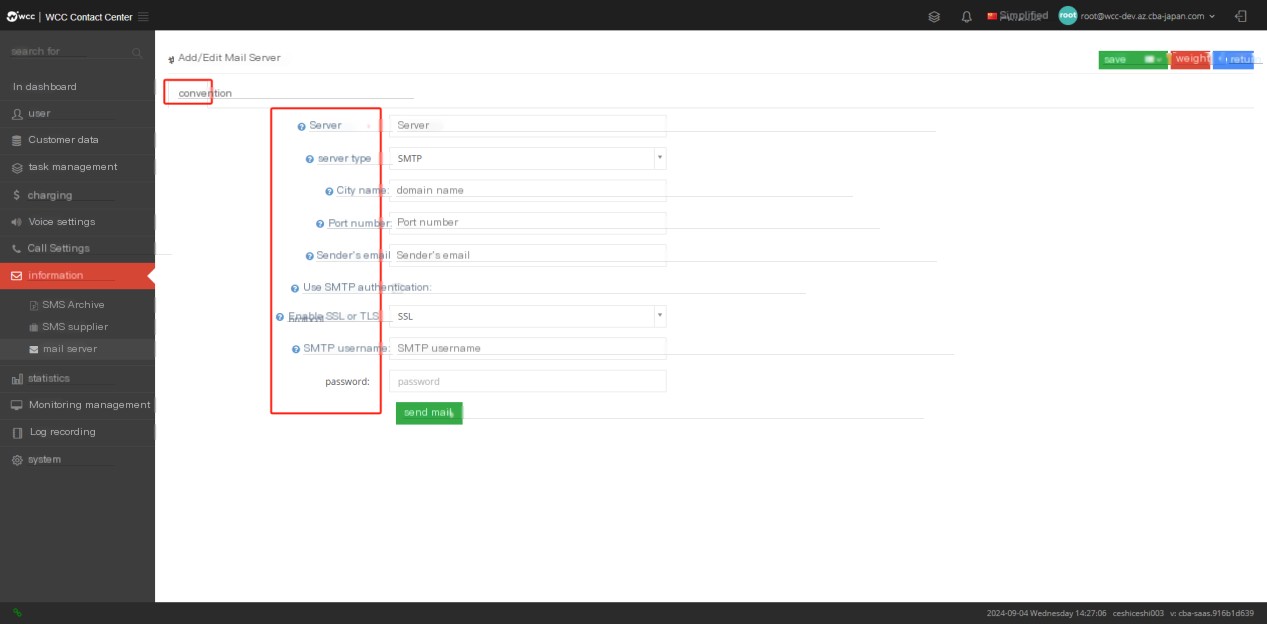 wcc | WCC Contact Center
Simplified
root
root@wcc-dev.az.cba-japan.com
search for
In dashboard
user
Customer data
task management
charging
Voice settings
Call Settings
information
SMS Archive
SMS supplier
mail server
statistics
Monitoring management
Log recording
system
Add/Edit Mail Server
save
weight
retu
convention
Server
Server
server type
SMTP
City name:
domain name
Port number:
Port number
Sender's email
Sender's email
Use SMTP authentication:
Enable SSL or TLS
protocol
SSL
SMTP username:
SMTP username
password:
password
send mail
2024-09-04 Wednesday 14:27:06 ceshiceshi003 v: cba-saas.916b1d639